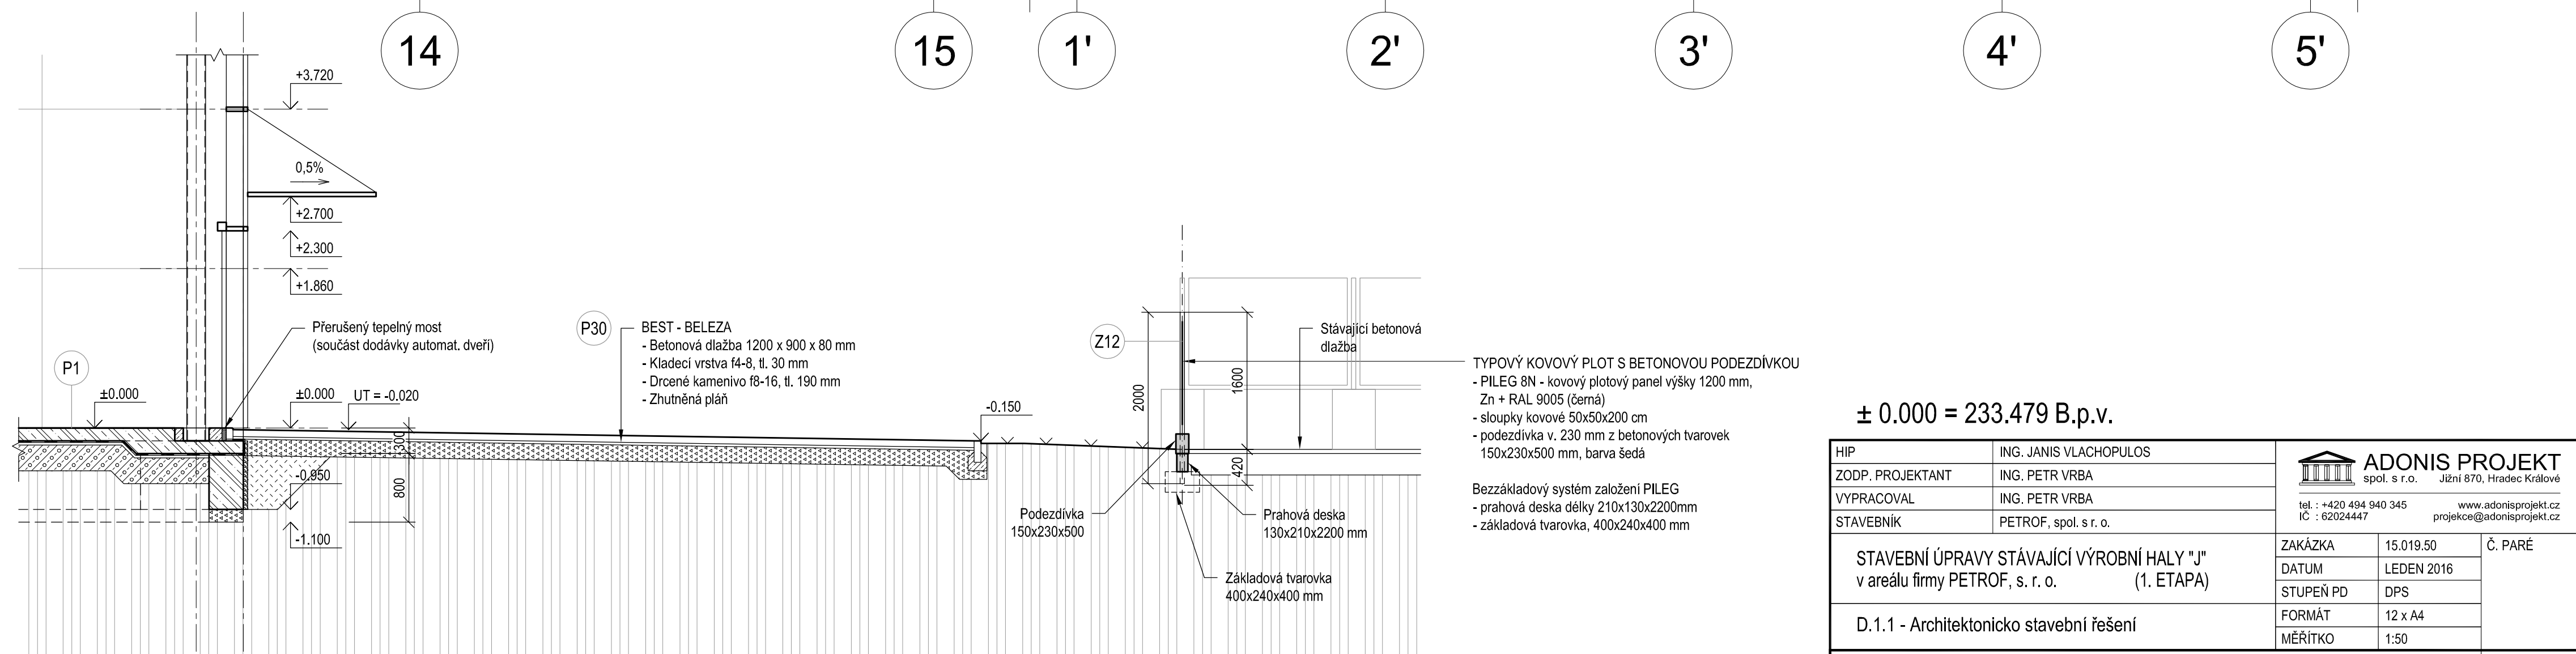 14
15
1'
2'
3'
4'
5'
+3.720
0,5%
+2.700
+2.300
+1.860
Přerušený tepelný most
(součást dodávky automat. dveří)
P1
±0.000
±0.000
UT = -0.020
300
800
-0.950
-1.100
P30
BEST - BELEZA
- Betonová dlažba 1200 x 900 x 80 mm
- Kladecí vrstva f4-8, tl. 30 mm
- Drcené kamenivo f8-16, tl. 190 mm
- Zhutněná pláň
-0.150
Z12
2000
1600
420
Stávající betonová
dlažba
Podezdívka
150x230x500
Prahová deska
130x210x2200 mm
Základová tvarovka
400x240x400 mm
TYPOVÝ KOVOVÝ PLOT S BETONOVOU PODEZDÍVKOU
- PILEG 8N - kovový plotový panel výšky 1200 mm,
Zn + RAL 9005 (černá)
- sloupky kovové 50x50x200 cm
- podezdívka v. 230 mm z betonových tvarovek
150x230x500 mm, barva šedá
Bezzákladový systém založení PILEG
- prahová deska délky 210x130x2200mm
- základová tvarovka, 400x240x400 mm
± 0.000 = 233.479 B.p.v.
HIP ING. JANIS VLACHOPULOS
ZODP. PROJEKTANT ING. PETR VRBA
VYPRACOVAL ING. PETR VRBA
STAVEBNÍK PETROF, spol. s r. o.
ADONIS PROJEKT
spol. s r.o. Jižní 870, Hradec Králové
tel. : +420 494 940 345 www.adonisprojekt.cz
IČ : 62024447 projekce@adonisprojekt.cz
STAVEBNÍ ÚPRAVY STÁVAJÍCÍ VÝROBNÍ HALY "J"
v areálu firmy PETROF, s. r. o. (1. ETAPA)
D.1.1 - Architektonicko stavební řešení
ZAKÁZKA 15.019.50 Č. PARÉ
DATUM LEDEN 2016
STUPEŇ PD DPS
FORMÁT 12 x A4
MĚŘÍTKO 1:50